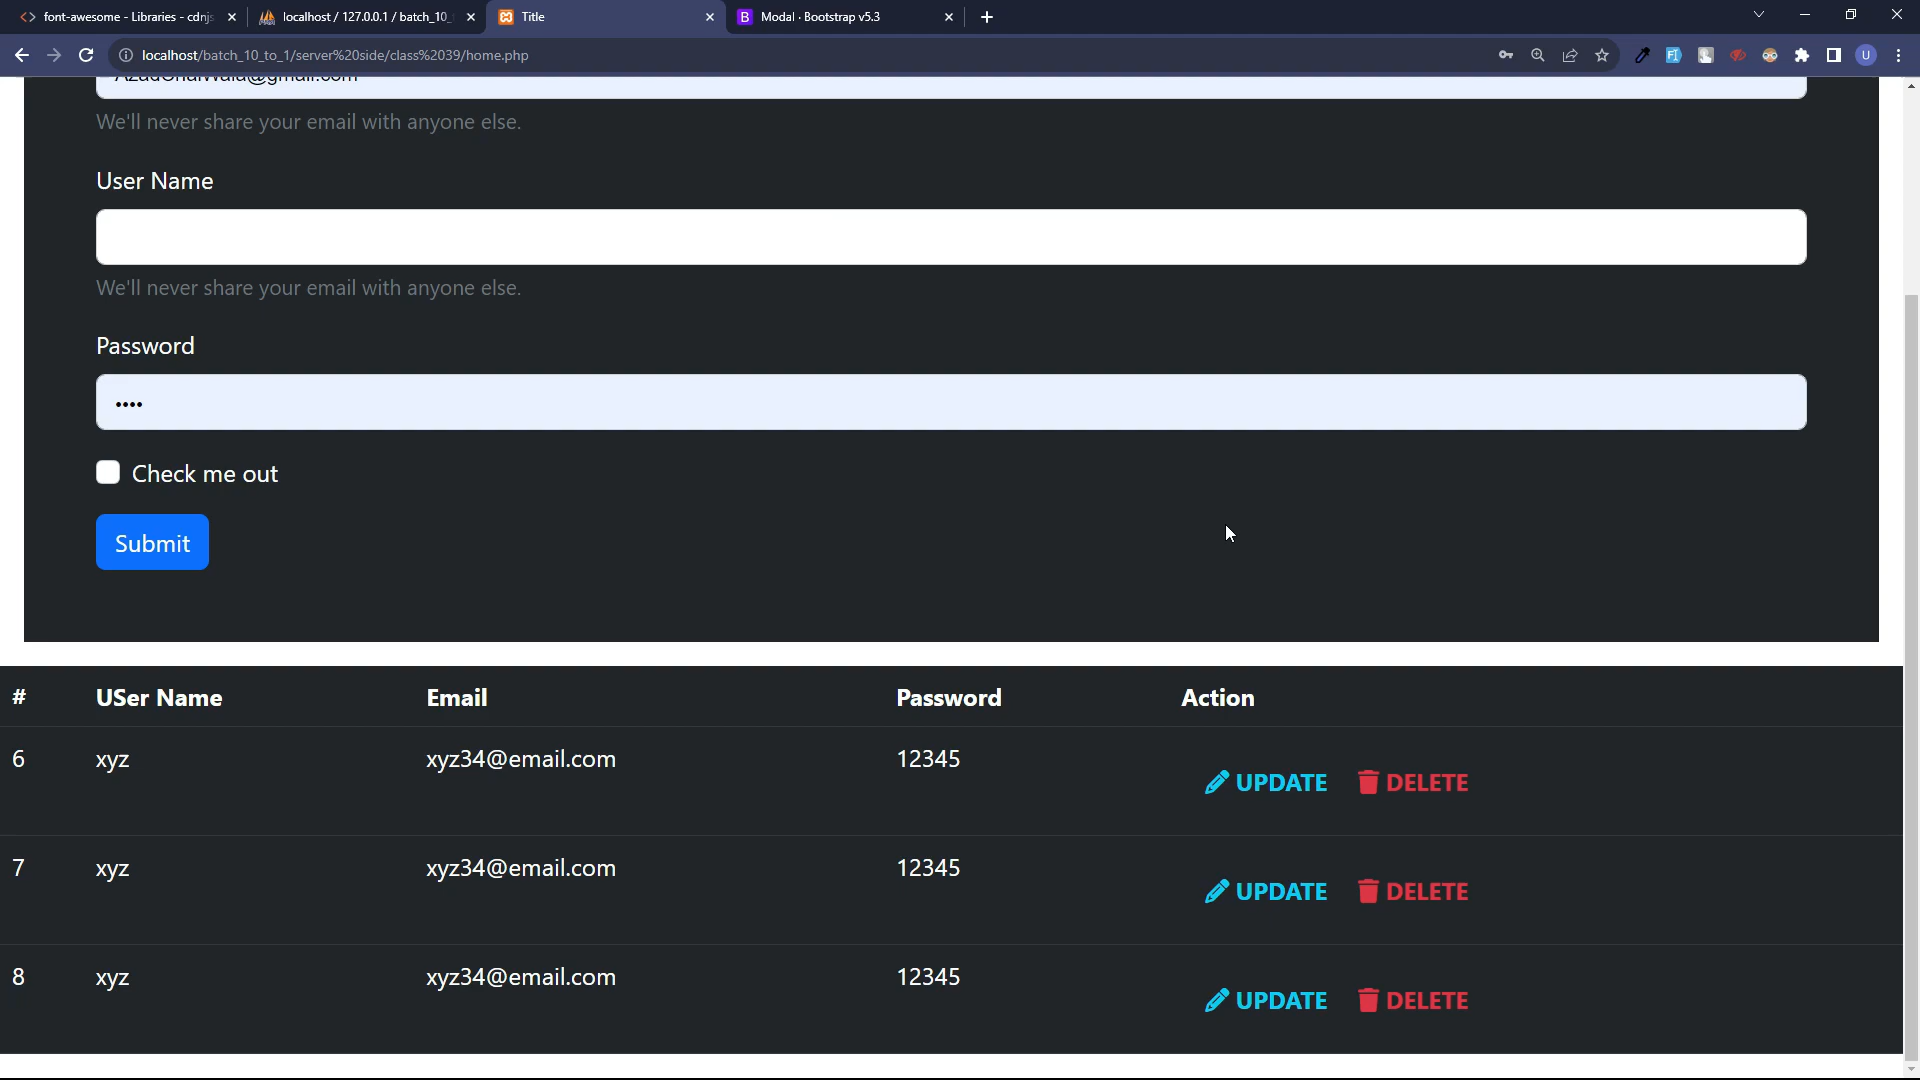 font-awesome - Libraries - cdnjs
localhost / 127.0.0.1 / batch_10_
Title
B Modal · Bootstrap v5.3
localhost/batch_10_to_1/server%20side/class%2039/home.php
U
We'll never share your email with anyone else.
User Name
We'll never share your email with anyone else.
Password
••••
Check me out
Submit
# USer Name Email Password Action
6 xyz xyz34@email.com 12345 UPDATE DELETE
7 xyz xyz34@email.com 12345 UPDATE DELETE
8 xyz xyz34@email.com 12345 UPDATE DELETE